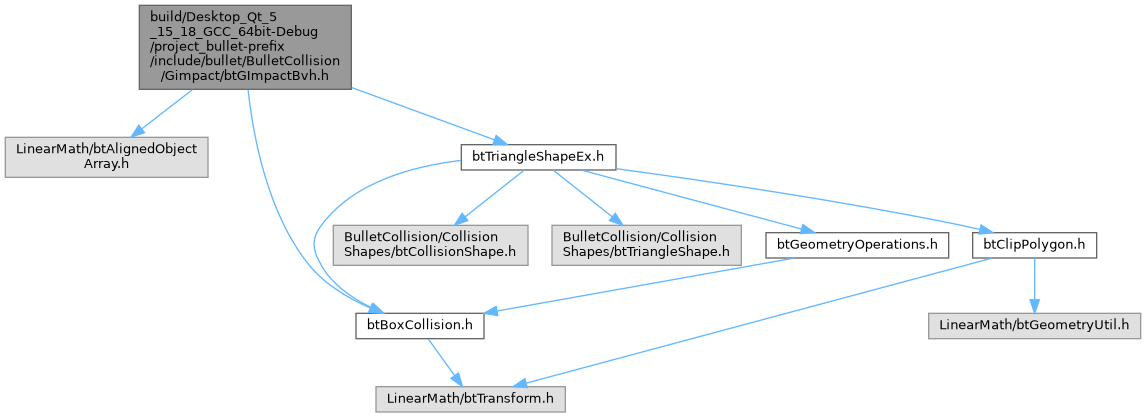 build/Desktop_Qt_5
_15_18_GCC_64bit-Debug
/project_bullet-prefix
/include/bullet/BulletCollision
/Gimpact/btGImpactBvh.h
LinearMath/btAlignedObject
Array.h
btTriangleShapeEx.h
BulletCollision/Collision
Shapes/btCollisionShape.h
BulletCollision/Collision
Shapes/btTriangleShape.h
btGeometryOperations.h
btClipPolygon.h
btBoxCollision.h
LinearMath/btGeometryUtil.h
LinearMath/btTransform.h